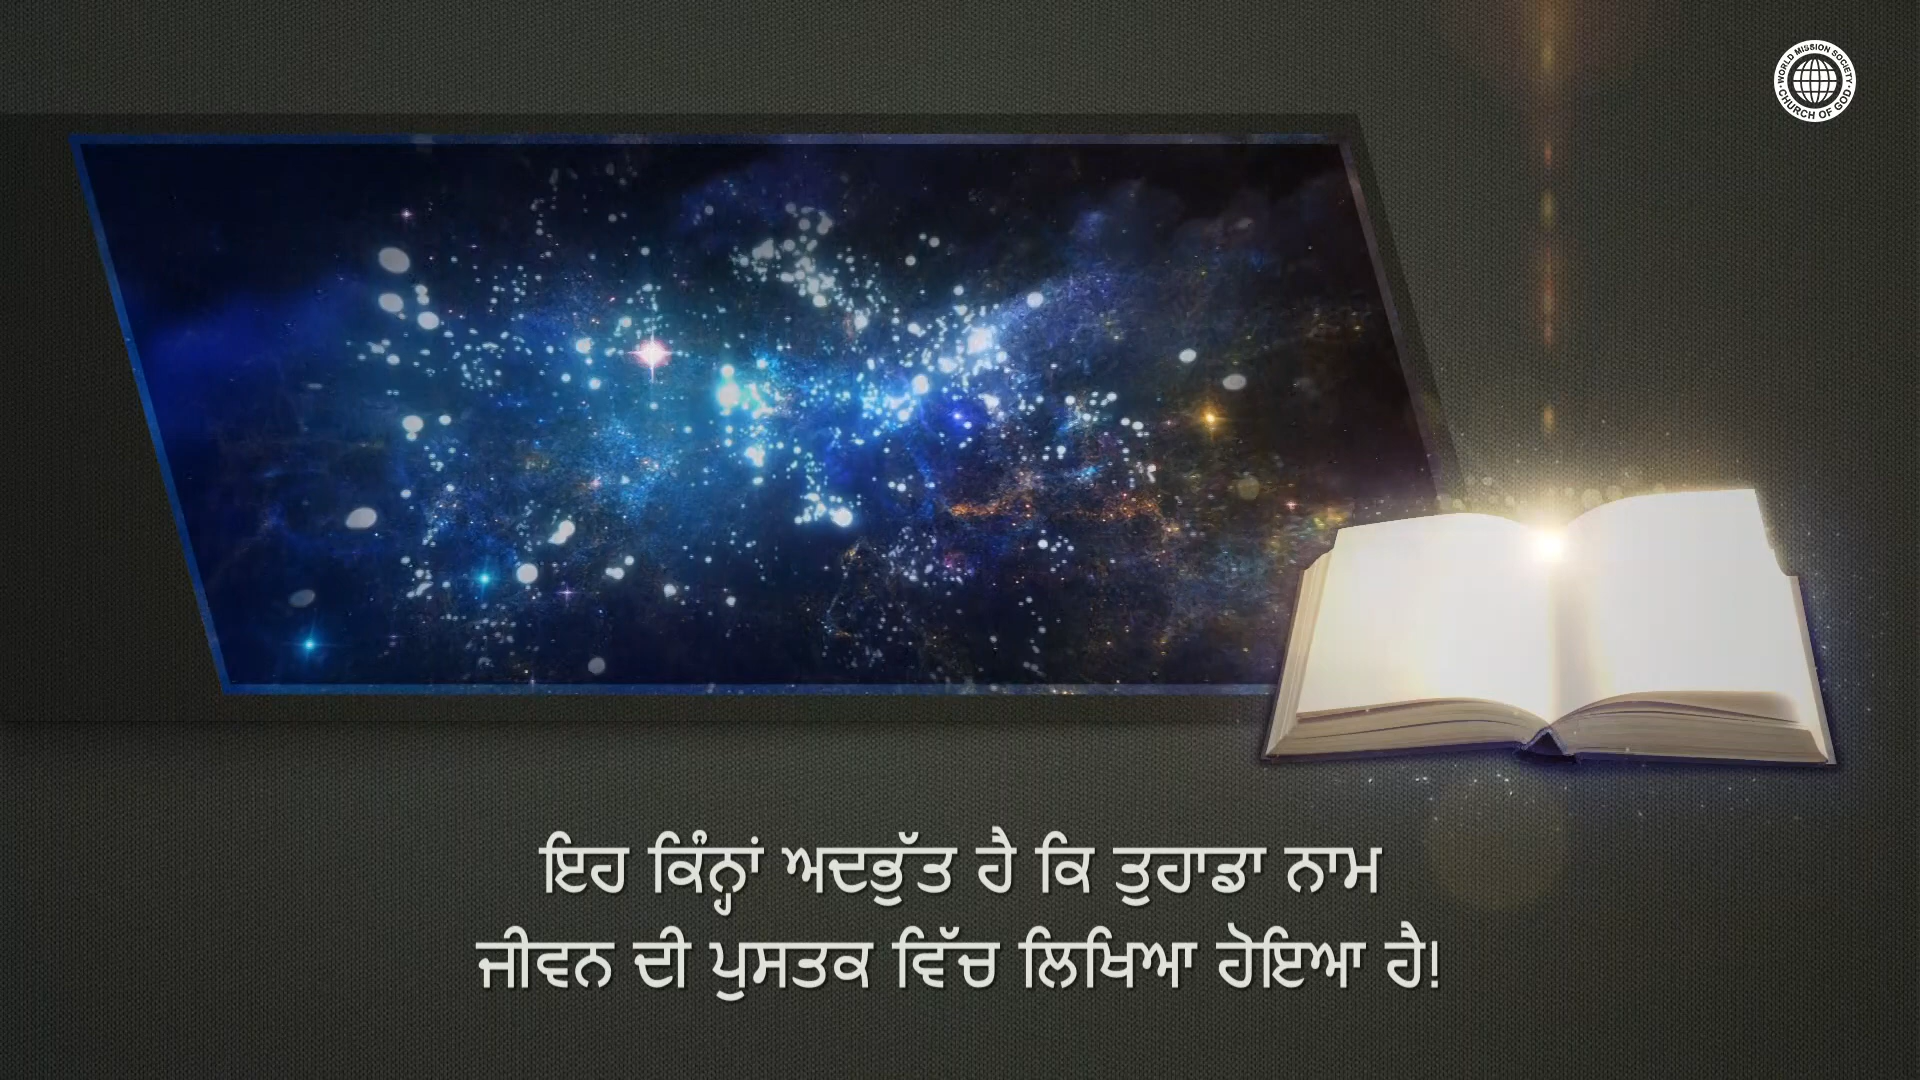 WORLD MISSION SOCIETY
CHURCH OF GOD
ਇਹ ਕਿੰਨ੍ਹਾਂ ਅਦਭੁੱਤ ਹੈ ਕਿ ਤੁਹਾਡਾ ਨਾਮ
ਜੀਵਨ ਦੀ ਪੁਸਤਕ ਵਿੱਚ ਲਿਖਿਆ ਹੋਇਆ ਹੈ!